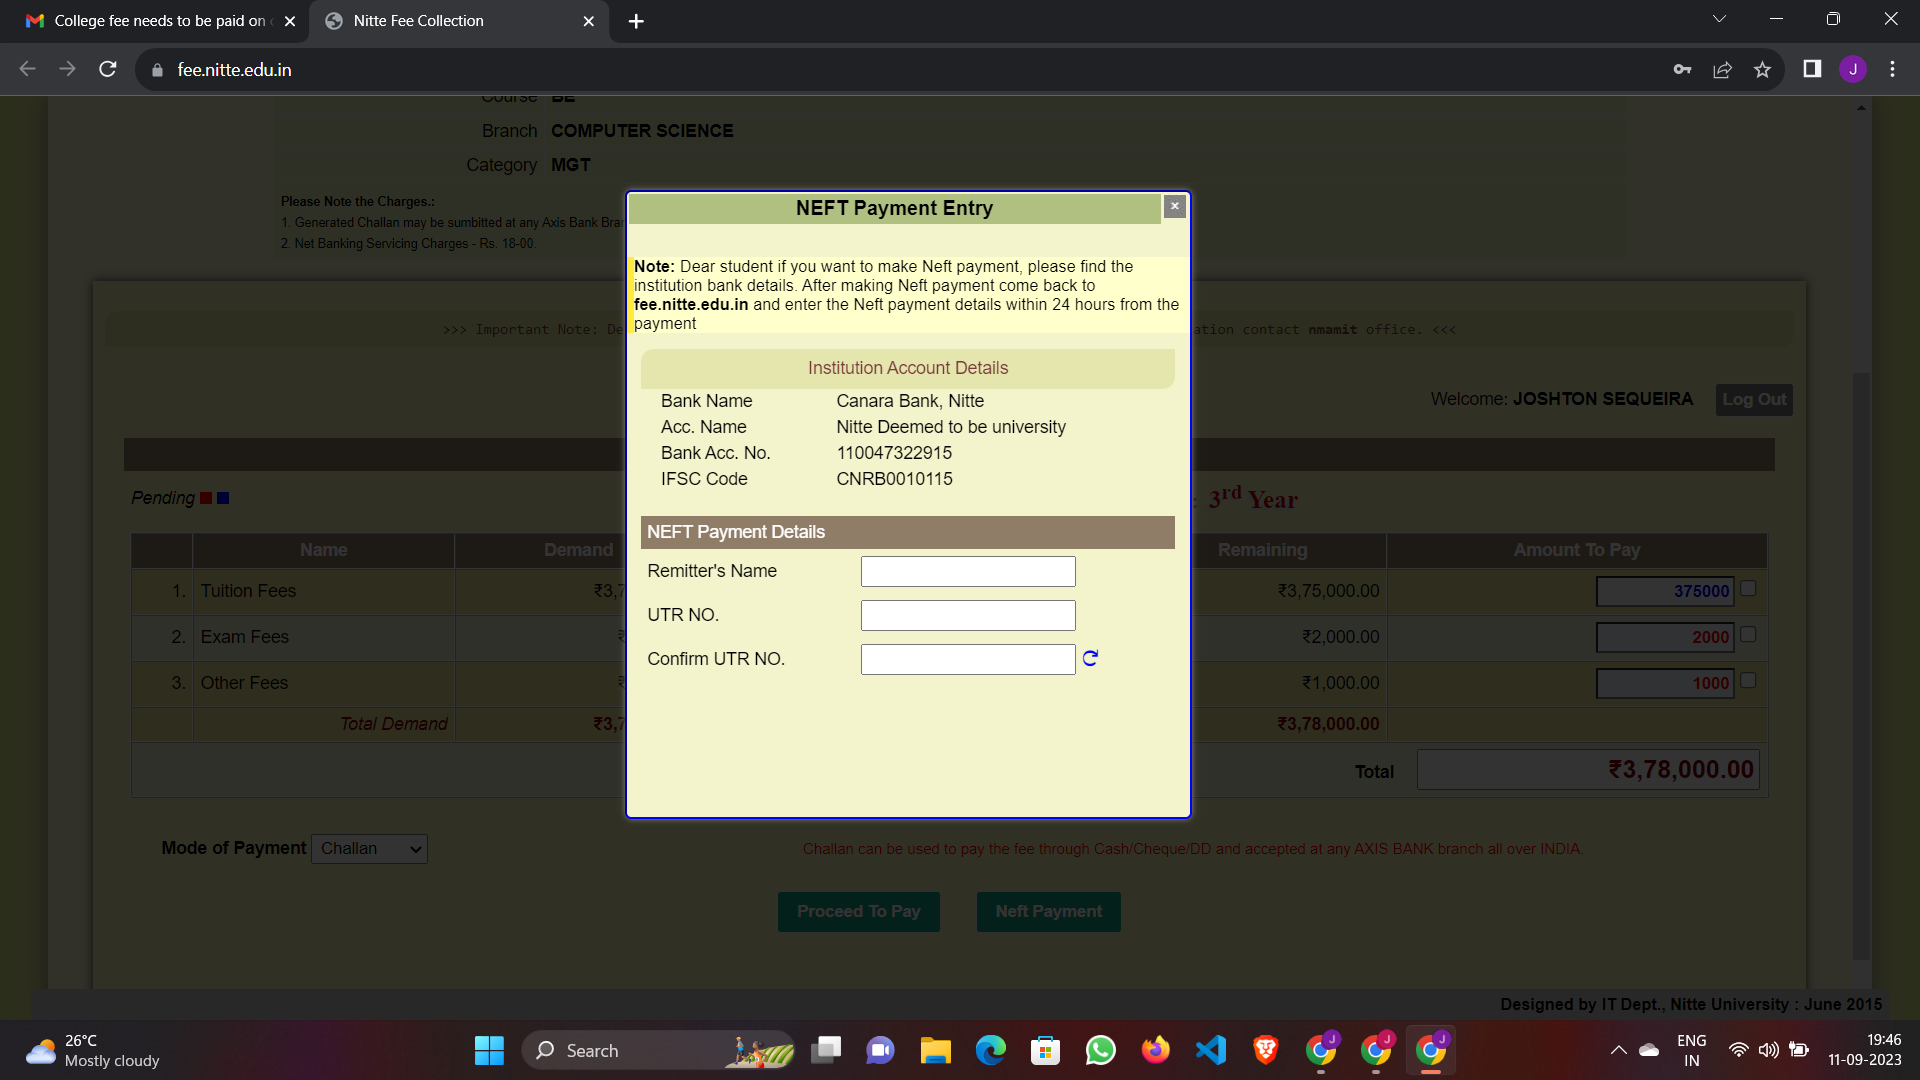 College fee needs to be paid on
Nitte Fee Collection
fee.nitte.edu.in
J
Course BE
Branch COMPUTER SCIENCE
Category MGT
Please Note the Charges.:
1. Generated Challan may be sumbitted at any Axis Bank
2. Net Banking Servicing Charges - Rs. 18-00.
NEFT Payment Entry
×
Note: Dear student if you want to make Neft payment, please find the
institution bank details. After making Neft payment come back to
fee.nitte.edu.in and enter the Neft payment details within 24 hours from the
payment
>>> Important Note: contact nmamit office. <<<
Institution Account Details
Bank Name Canara Bank, Nitte
Acc. Name Nitte Deemed to be university
Bank Acc. No. 110047322915
IFSC Code CNRB0010115
Welcome: JOSHTON SEQUEIRA Log Out
Pending
: 3rd Year
NEFT Payment Details
Remitter's Name
UTR NO.
Confirm UTR NO.
Name Demand Remaining Amount To Pay
1. Tuition Fees ₹3,7 ₹3,75,000.00 375000
2. Exam Fees ₹2,000.00 2000
3. Other Fees ₹1,000.00 1000
Total Demand ₹3,7 ₹3,78,000.00
Total ₹3,78,000.00
Mode of Payment Challan
Challan can be used to pay the fee through Cash/Cheque/DD and accepted at any AXIS BANK branch all over INDIA.
Proceed To Pay Neft Payment
Designed by IT Dept., Nitte University : June 2015
26°C
Mostly cloudy
Search
J J J
ENG
IN
19:46
11-09-2023